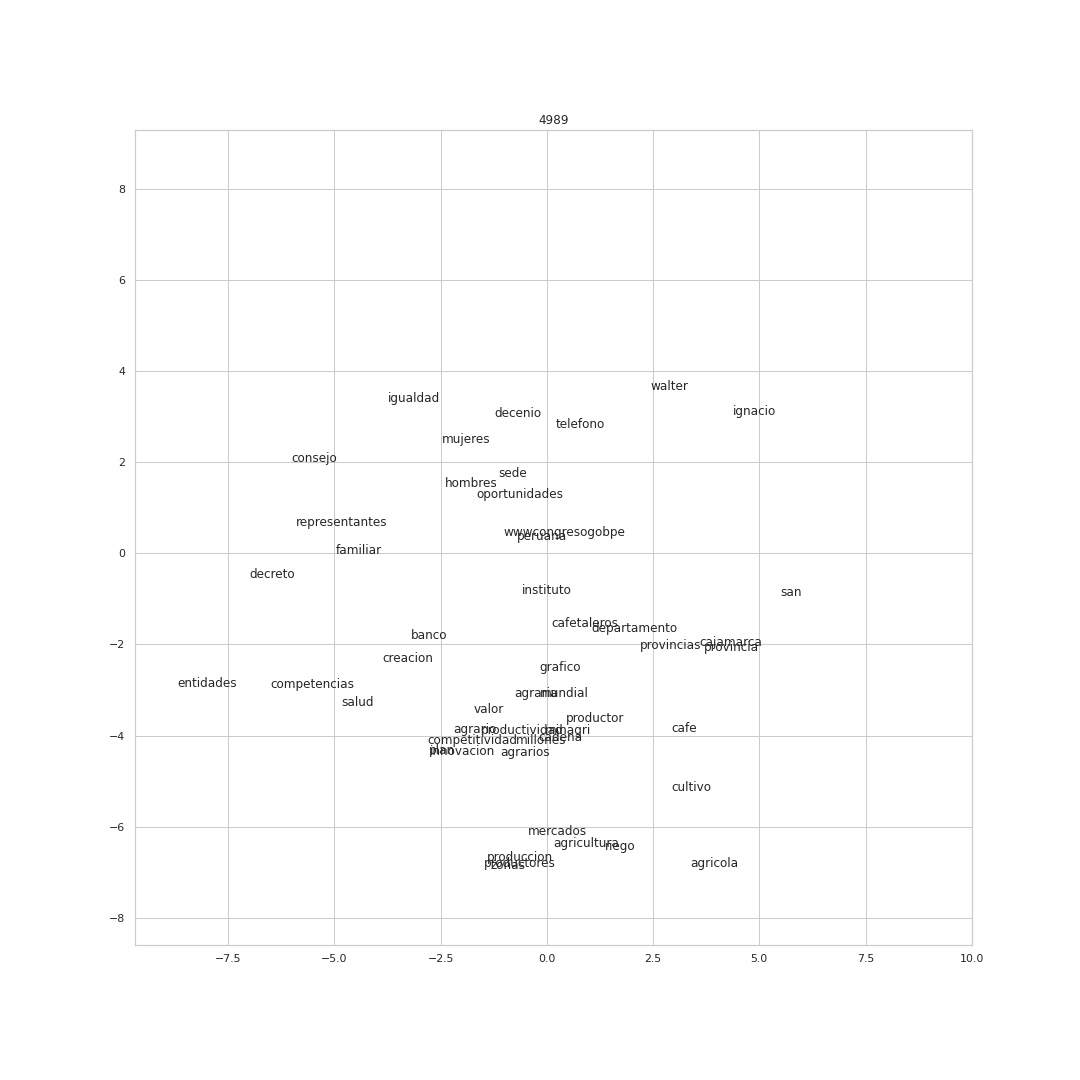 4989
8
6
4
walter
igualdad
ignacio
decenio
telefono
mujeres
consejo
2
sede
hombres
oportunidades
representantes
wwwcongresogobpe
peruana
familiar
0
decreto
instituto
san
cafetaleros
departamento
banco
cajamarca
provincias
provincia
−2
creacion
grafico
entidades
competencias
agraria
mundial
salud
valor
productor
cafe
agrario
productividad
minagri
−4
cadena
competitividad
millones
plan
innovacion
agrarios
cultivo
−6
mercados
agricultura
riego
produccion
productores
zonas
agricola
−8
−7.5
−5.0
−2.5
0.0
2.5
5.0
7.5
10.0